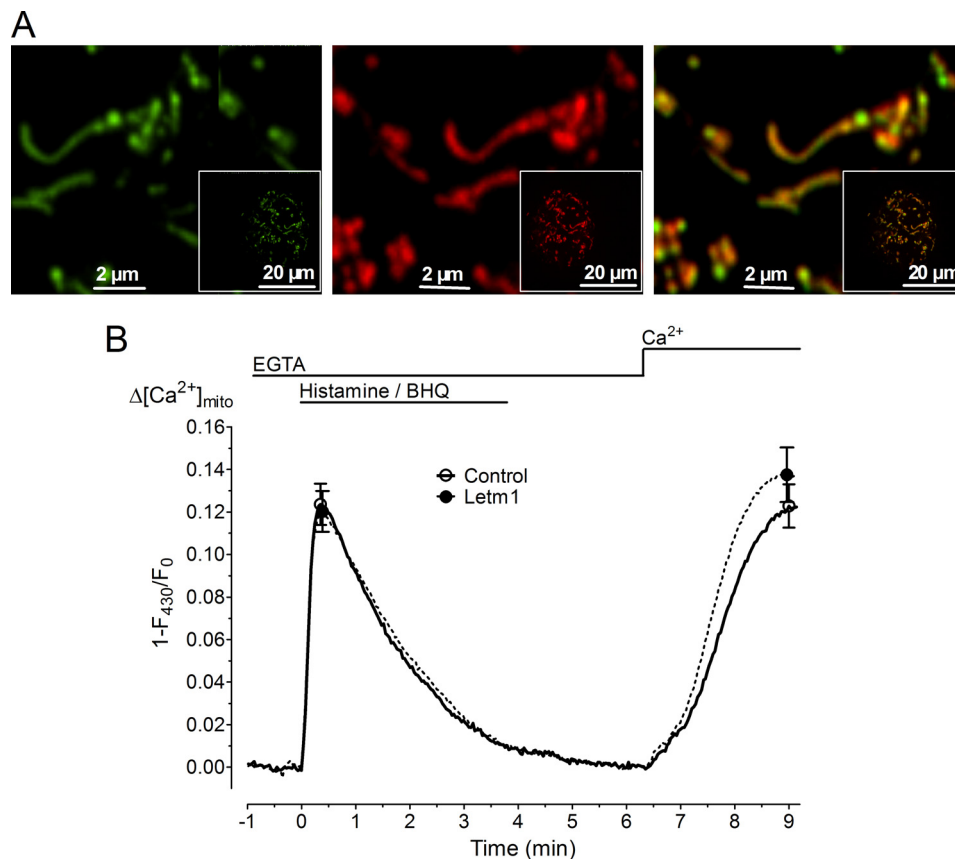 A
2 µm 20 µm 2 µm 20 µm 2 µm 20 µm
B
Ca²⁺
EGTA
Histamine / BHQ
Δ[Ca²⁺]mito
0.16
0.14
0.12
0.10
0.08
0.06
0.04
0.02
0.00
1-F₄₃₀/F₀
Control
Letm1
-1 0 1 2 3 4 5 6 7 8 9
Time (min)